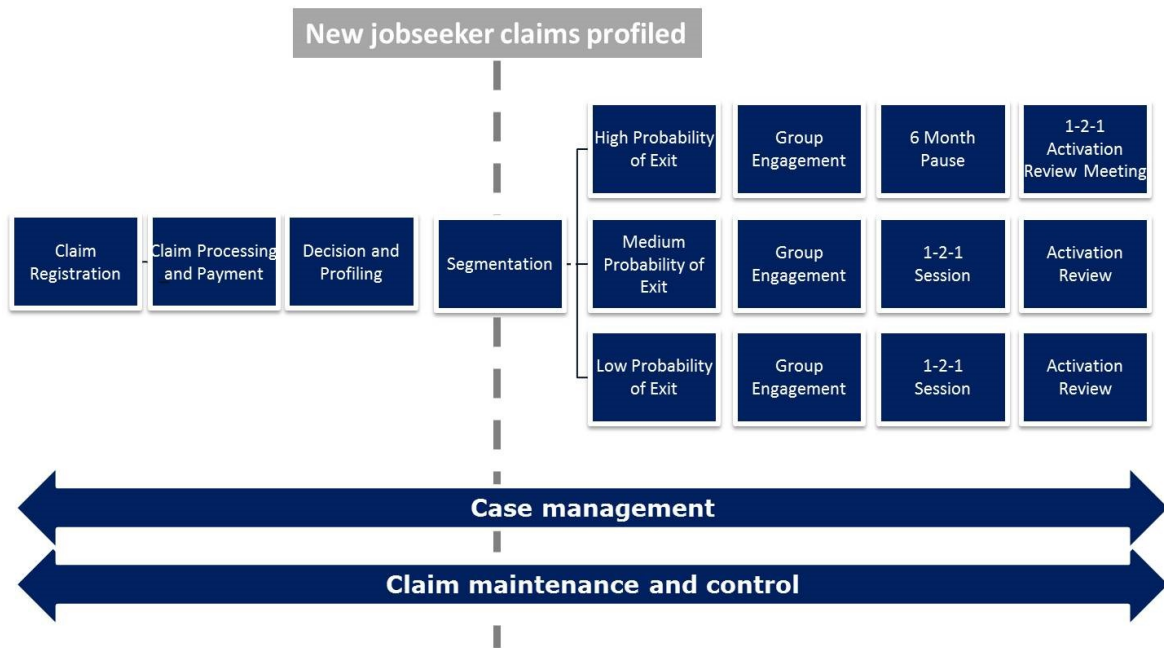 New jobseeker claims profiled
High Probability
of Exit
Group
Engagement
6 Month
Pause
1-2-1
Activation
Review Meeting
Claim
Registration
Claim Processing
and Payment
Decision and
Profiling
Segmentation
Medium
Probability of
Exit
Group
Engagement
1-2-1
Session
Activation
Review
Low Probability
of Exit
Group
Engagement
1-2-1
Session
Activation
Review
Case management
Claim maintenance and control